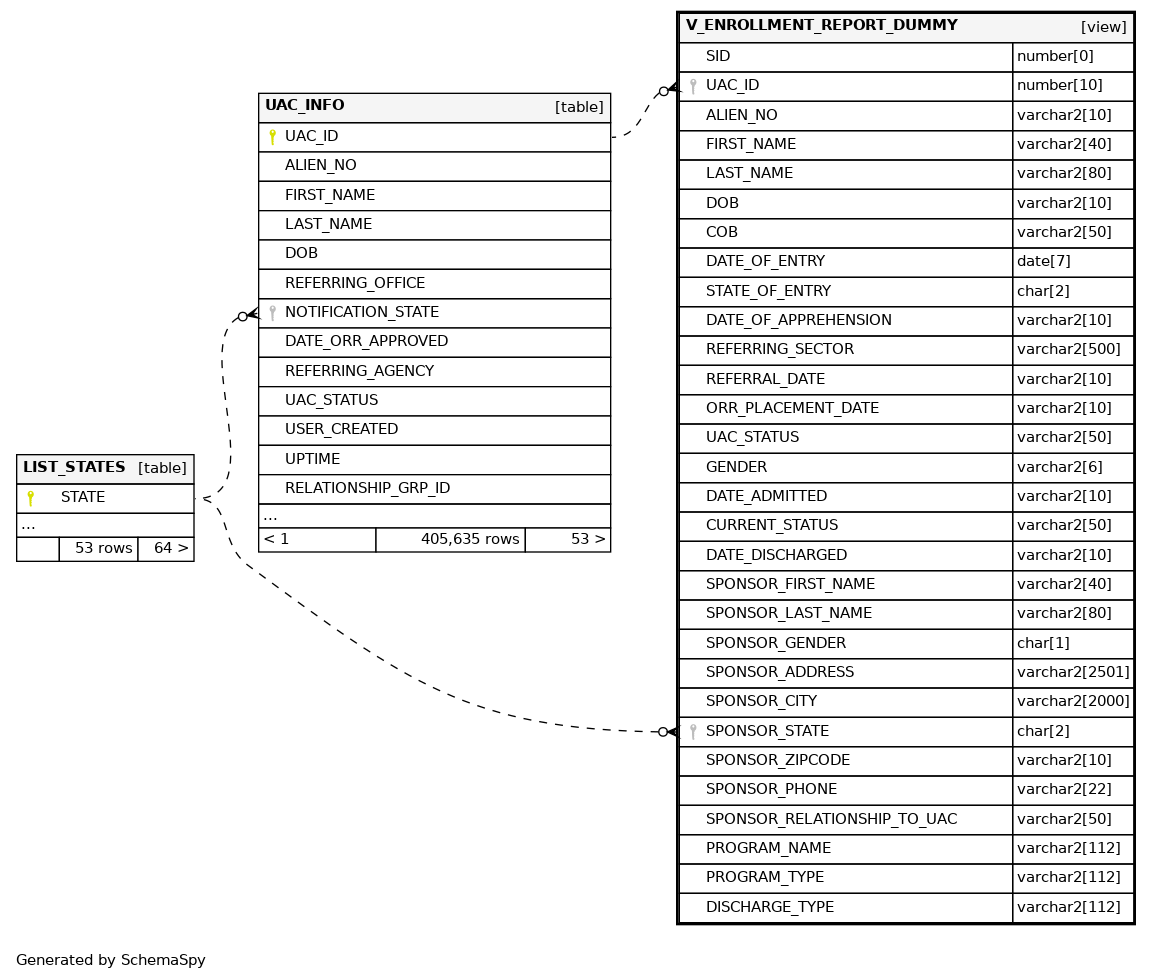 V_ENROLLMENT_REPORT_DUMMY [view]
SID number[0]
UAC_ID number[10]
ALIEN_NO varchar2[10]
FIRST_NAME varchar2[40]
LAST_NAME varchar2[80]
DOB varchar2[10]
COB varchar2[50]
DATE_OF_ENTRY date[7]
STATE_OF_ENTRY char[2]
DATE_OF_APPREHENSION varchar2[10]
REFERRING_SECTOR varchar2[500]
REFERRAL_DATE varchar2[10]
ORR_PLACEMENT_DATE varchar2[10]
UAC_STATUS varchar2[50]
GENDER varchar2[6]
DATE_ADMITTED varchar2[10]
CURRENT_STATUS varchar2[50]
DATE_DISCHARGED varchar2[10]
SPONSOR_FIRST_NAME varchar2[40]
SPONSOR_LAST_NAME varchar2[80]
SPONSOR_GENDER char[1]
SPONSOR_ADDRESS varchar2[2501]
SPONSOR_CITY varchar2[2000]
SPONSOR_STATE char[2]
SPONSOR_ZIPCODE varchar2[10]
SPONSOR_PHONE varchar2[22]
SPONSOR_RELATIONSHIP_TO_UAC varchar2[50]
PROGRAM_NAME varchar2[112]
PROGRAM_TYPE varchar2[112]
DISCHARGE_TYPE varchar2[112]
UAC_INFO [table]
UAC_ID
ALIEN_NO
FIRST_NAME
LAST_NAME
DOB
REFERRING_OFFICE
NOTIFICATION_STATE
DATE_ORR_APPROVED
REFERRING_AGENCY
UAC_STATUS
USER_CREATED
UPTIME
RELATIONSHIP_GRP_ID
...
< 1 405,635 rows 53 >
LIST_STATES [table]
STATE
...
53 rows 64 >
Generated by SchemaSpy